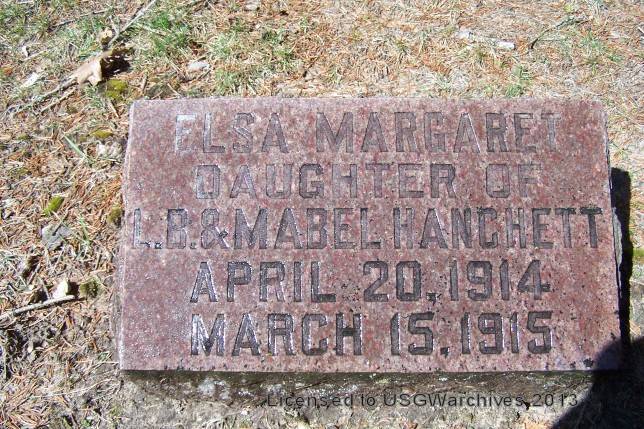 ELSA MARGARET
DAUGHTER OF
L.B.&MABEL HANCHETT
APRIL 20, 1914
MARCH 15, 1915
Licensed to USGWarchives 2013